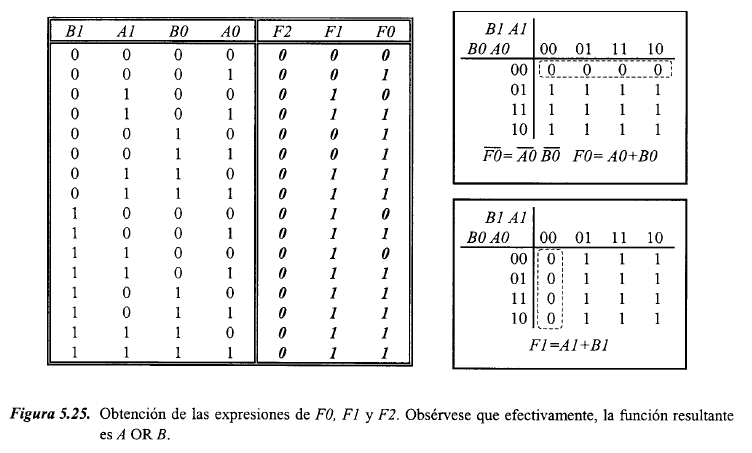 B1 A1 B0 A0 F2 F1 F0
0 0 0 0 0 0 0
0 0 0 1 0 0 1
0 1 0 0 0 1 0
0 1 0 1 0 1 1
0 0 1 0 0 0 1
0 0 1 1 0 0 1
0 1 1 0 0 1 1
0 1 1 1 0 1 1
1 0 0 0 0 1 0
1 0 0 1 0 1 1
1 1 0 0 0 1 0
1 1 0 1 0 1 1
1 0 1 0 0 1 1
1 0 1 1 0 1 1
1 1 1 0 0 1 1
1 1 1 1 0 1 1
B1 A1
B0 A0 00 01 11 10
00 0 0 0 0
01 1 1 1 1
11 1 1 1 1
10 1 1 1 1
F̅0̅= A̅0̅ B̅0̅ F0= A0+B0
B1 A1
B0 A0 00 01 11 10
00 0 1 1 1
01 0 1 1 1
11 0 1 1 1
10 0 1 1 1
F1=A1+B1
Figura 5.25. Obtención de las expresiones de F0, F1 y F2. Obsérvese que efectivamente, la función resultante
es A OR B.